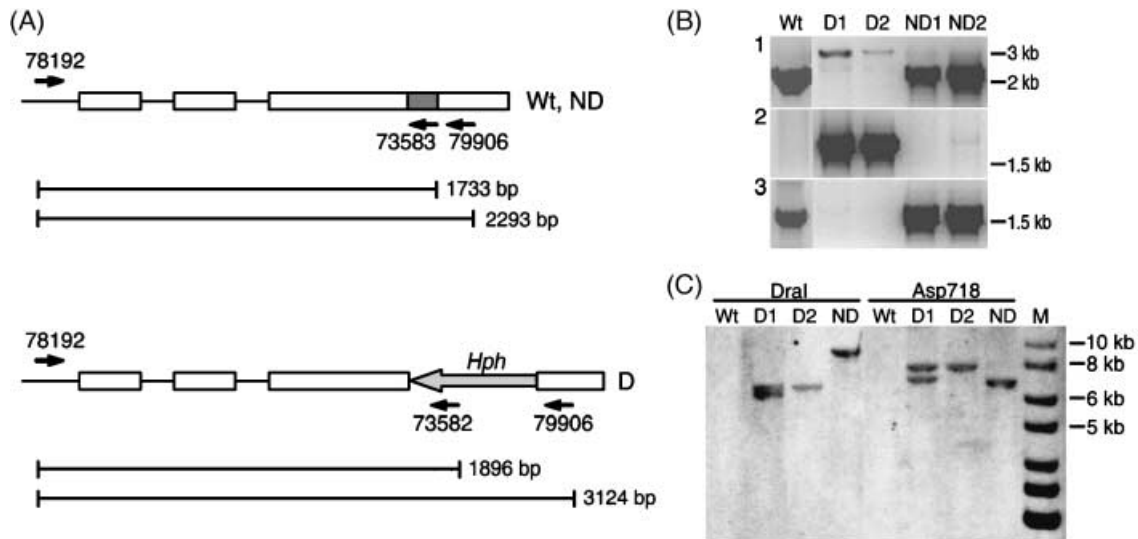 (A)
78192
Wt, ND
73583 79906
1733 bp
2293 bp
78192
Hph
D
73582 79906
1896 bp
3124 bp
(B)
Wt D1 D2 ND1 ND2
1
3 kb
2 kb
2
1.5 kb
3
1.5 kb
(C)
DraI Asp718
Wt D1 D2 ND Wt D1 D2 ND M
10 kb
8 kb
6 kb
5 kb